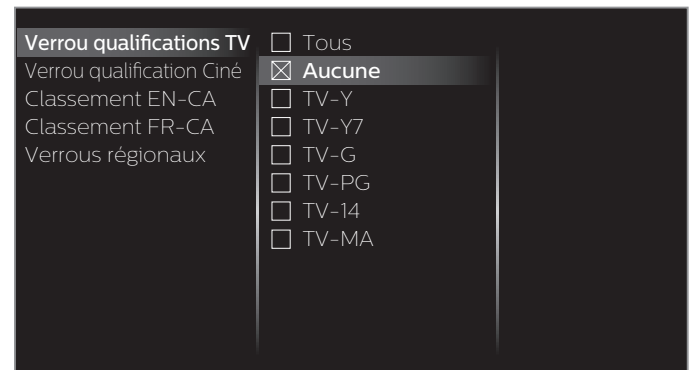 Verrou qualifications TV
Verrou qualification Ciné
Classement EN-CA
Classement FR-CA
Verrous régionaux
Tous
Aucune
TV-Y
TV-Y7
TV-G
TV-PG
TV-14
TV-MA